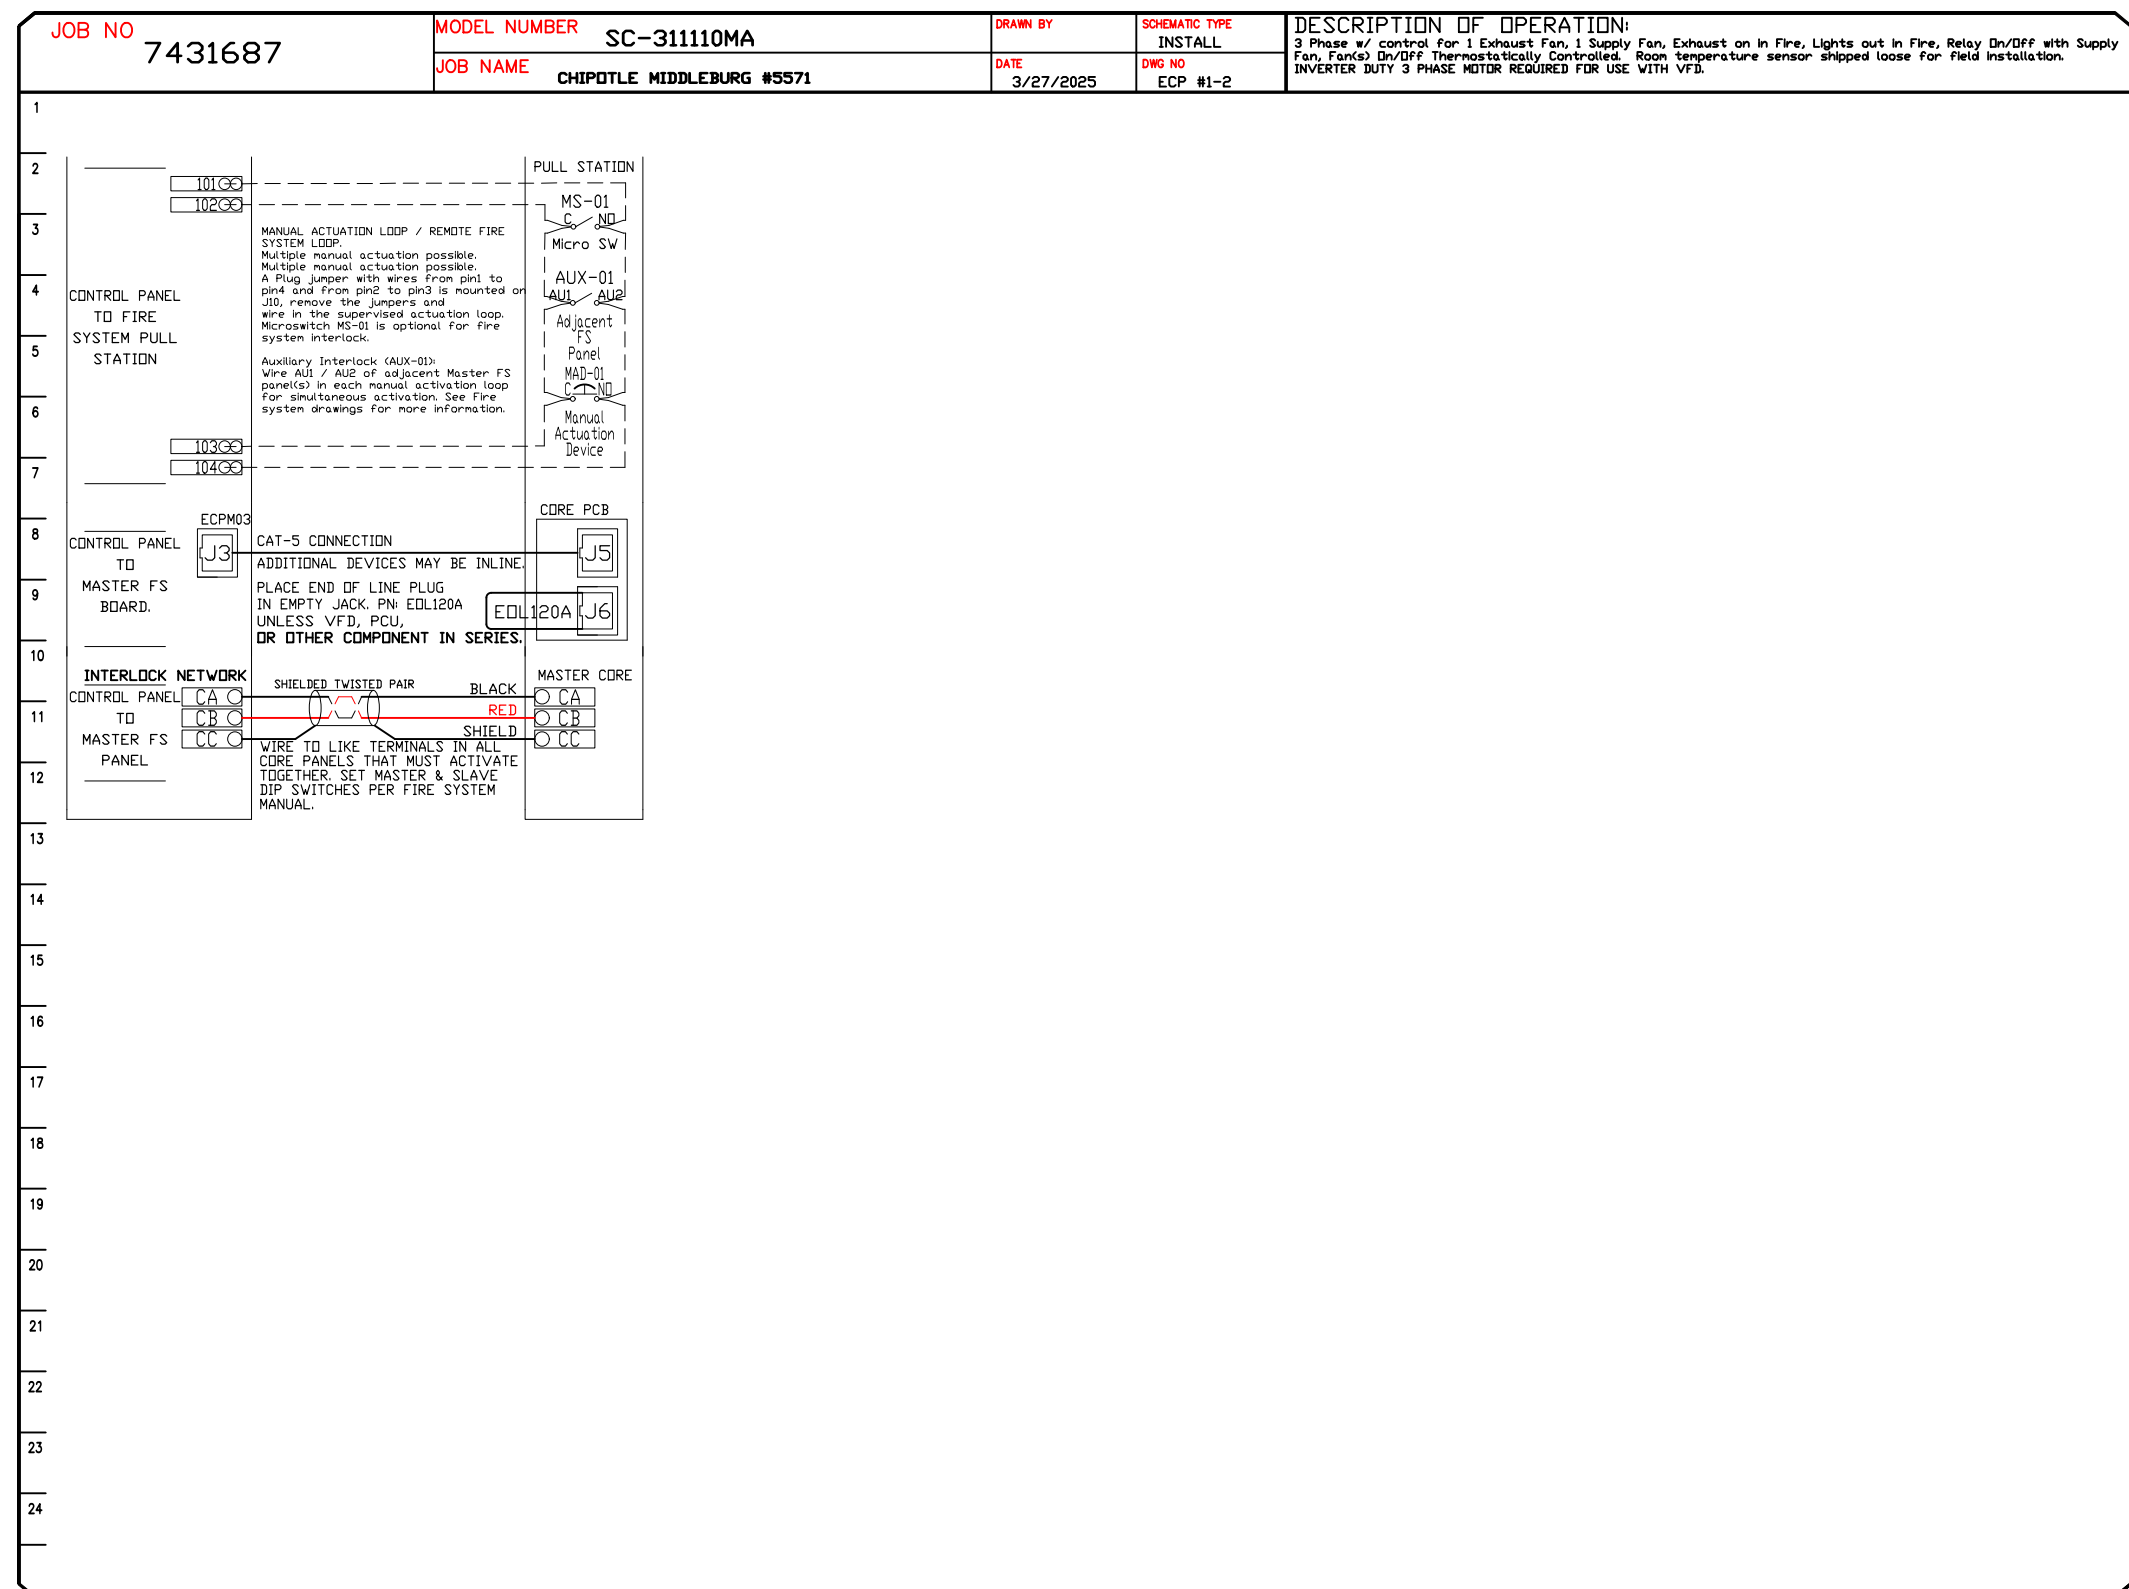 JOB NO
7431687
MODEL NUMBER
SC-311110MA
JOB NAME
CHIPOTLE MIDDLEBURG #5571
DRAWN BY
DATE
3/27/2025
SCHEMATIC TYPE
INSTALL
DWG NO
ECP #1-2
DESCRIPTION OF OPERATION:
3 Phase w/ control for 1 Exhaust Fan, 1 Supply Fan, Exhaust on in Fire, Lights out in Fire, Relay On/Off with Supply
Fan, Fan(s) On/Off Thermostatically Controlled. Room temperature sensor shipped loose for field installation.
INVERTER DUTY 3 PHASE MOTOR REQUIRED FOR USE WITH VFD.
1
2
3
4
5
6
7
8
9
10
11
12
13
14
15
16
17
18
19
20
21
22
23
24
CONTROL PANEL
TO FIRE
SYSTEM PULL
STATION
101
102
103
104
MANUAL ACTUATION LOOP / REMOTE FIRE
SYSTEM LOOP.
Multiple manual actuation possible.
Multiple manual actuation possible.
A Plug jumper with wires from pin1 to
pin4 and from pin2 to pin3 is mounted on
J10, remove the jumpers and
wire in the supervised actuation loop.
Microswitch MS-01 is optional for fire
system interlock.
Auxiliary Interlock (AUX-01):
Wire AU1 / AU2 of adjacent Master FS
panel(s) in each manual activation loop
for simultaneous activation. See Fire
system drawings for more information.
PULL STATION
MS-01
C NO
Micro SW
AUX-01
AU1 AU2
Adjacent
FS
Panel
MAD-01
C NO
Manual
Actuation
Device
CONTROL PANEL
TO
MASTER FS
BOARD.
ECPM03
J3
CAT-5 CONNECTION
ADDITIONAL DEVICES MAY BE INLINE.
PLACE END OF LINE PLUG
IN EMPTY JACK. PN: EOL120A
UNLESS VFD, PCU,
OR OTHER COMPONENT IN SERIES.
CORE PCB
J5
EOL120A
J6
INTERLOCK NETWORK
CONTROL PANEL
TO
MASTER FS
PANEL
CA
CB
CC
SHIELDED TWISTED PAIR
BLACK
RED
SHIELD
WIRE TO LIKE TERMINALS IN ALL
CORE PANELS THAT MUST ACTIVATE
TOGETHER. SET MASTER & SLAVE
DIP SWITCHES PER FIRE SYSTEM
MANUAL.
MASTER CORE
CA
CB
CC